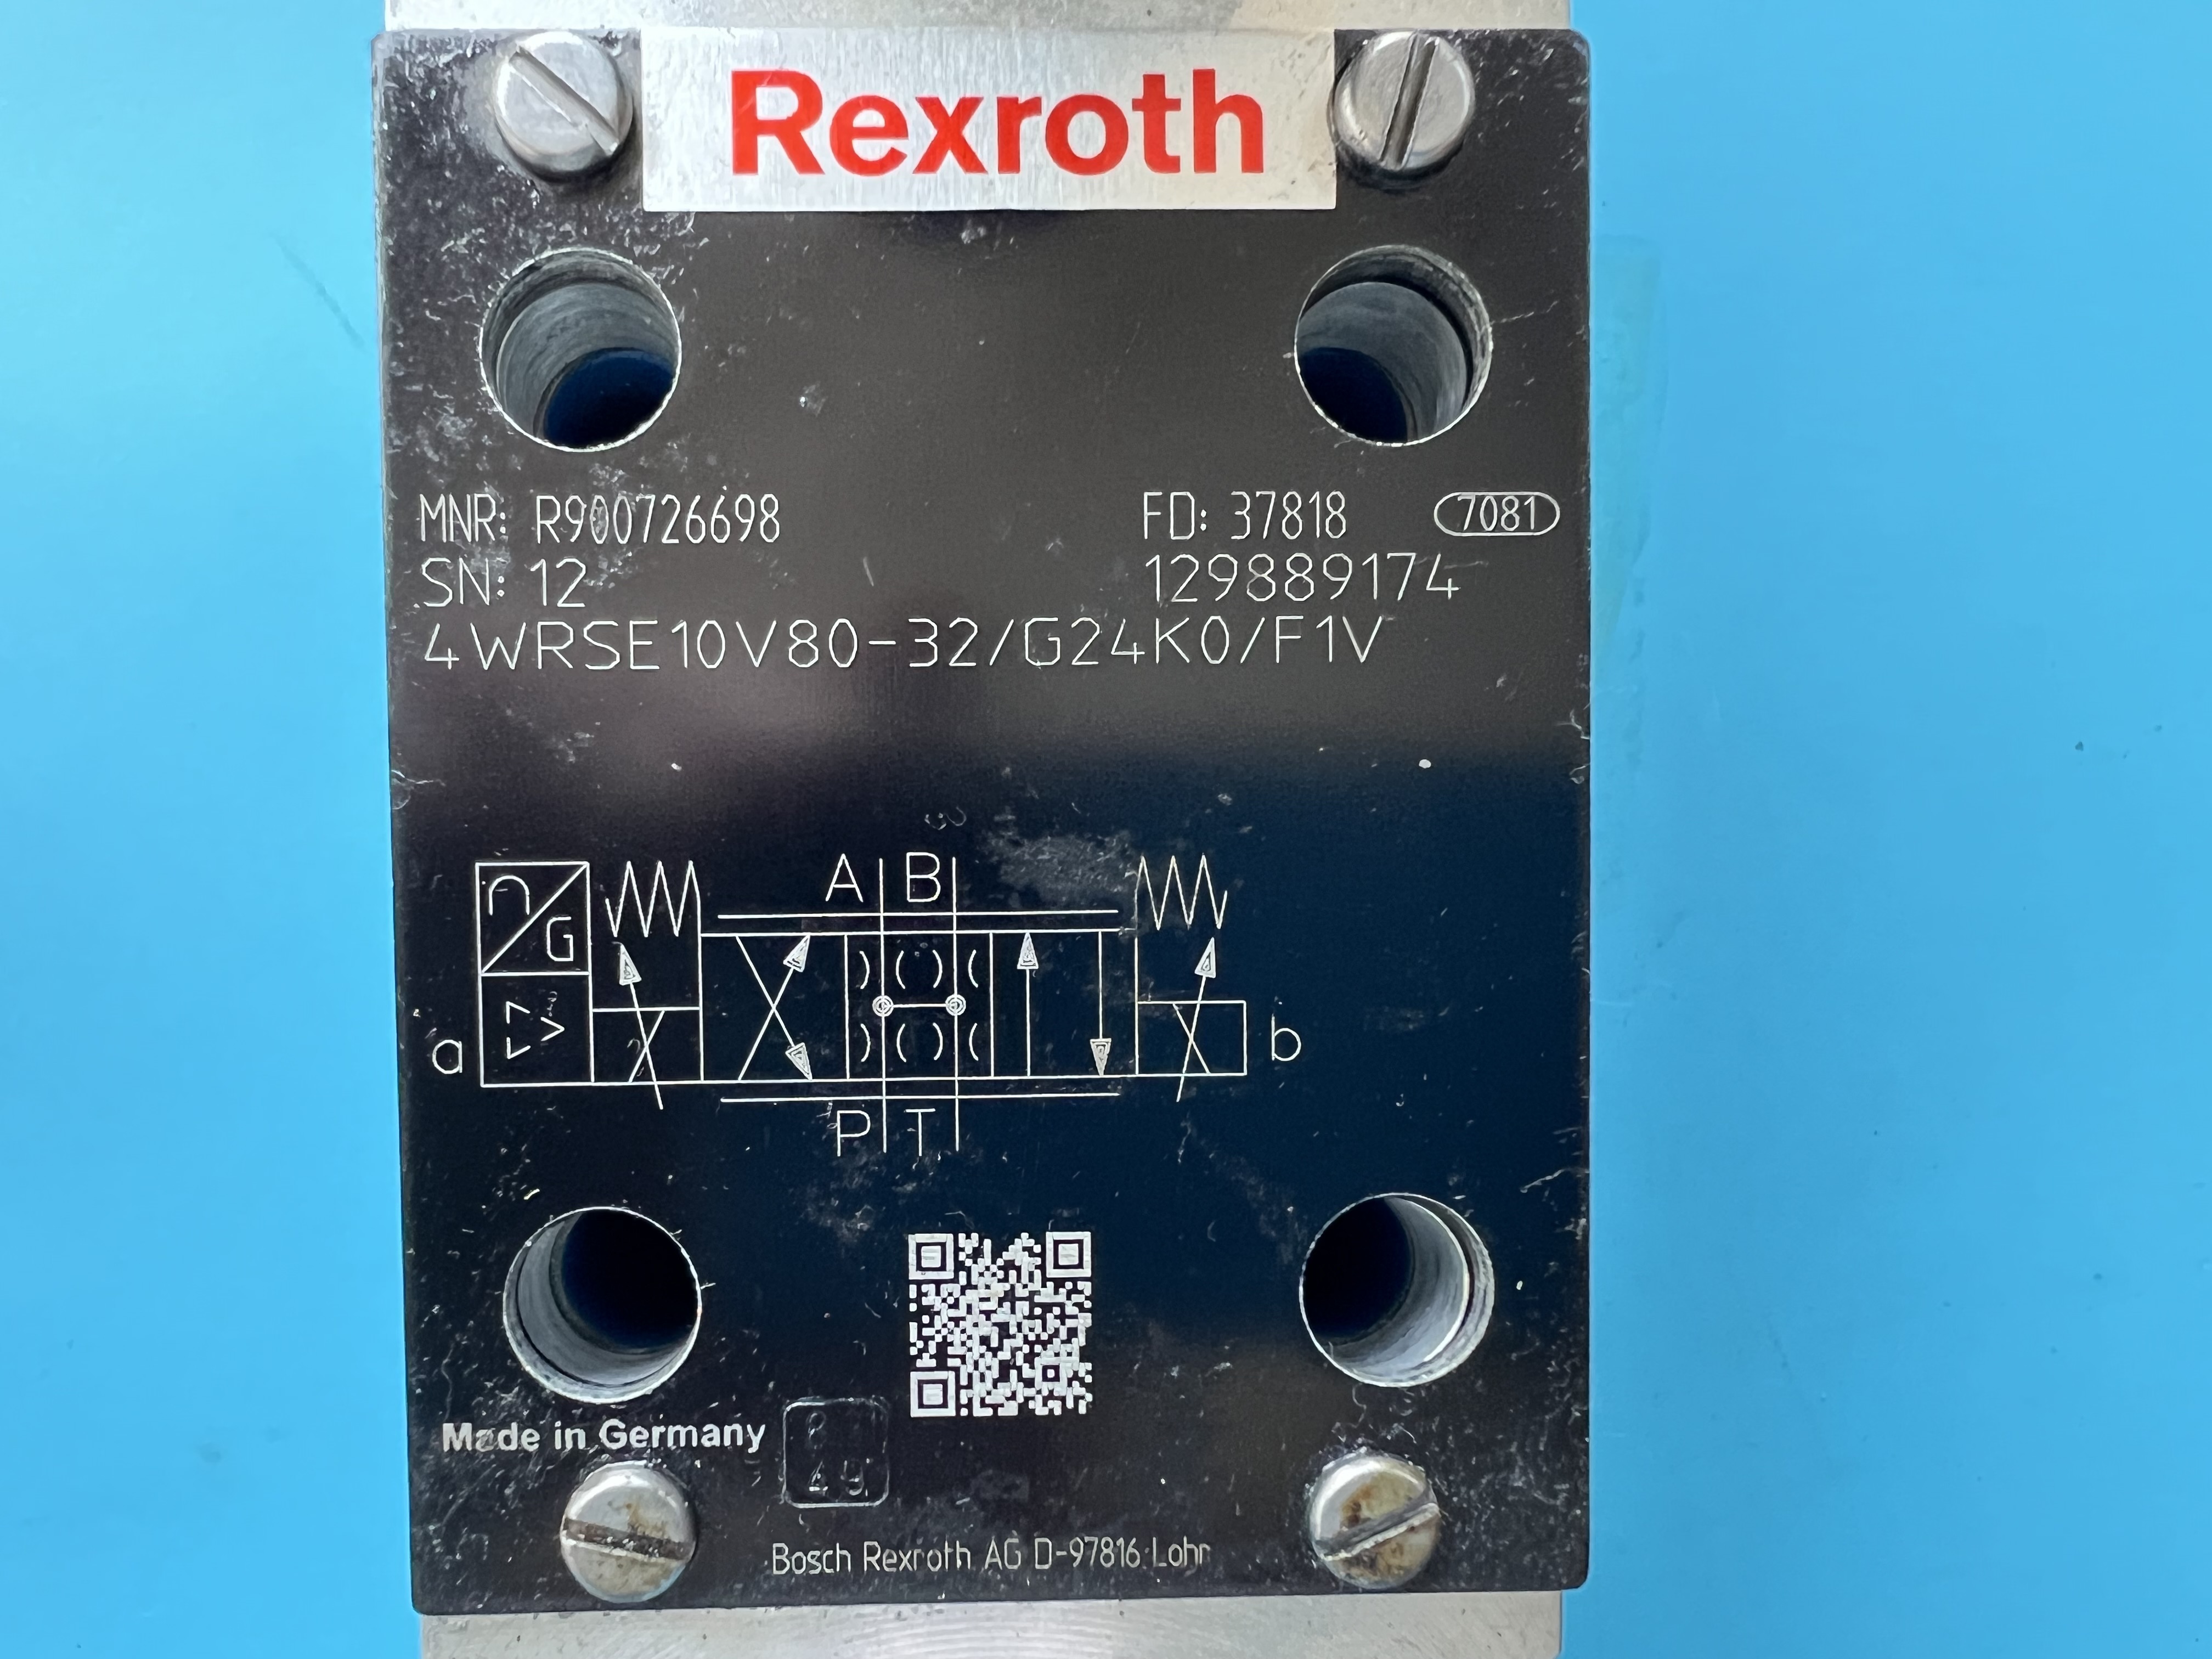 Rexroth
MNR: R900726698 FD: 37818 7081
SN: 12 129889174
4WRSE10V80-32/G24K0/F1V
A B
G
a b
P T
Made in Germany
Bosch Rexroth AG D-97816 Lohr